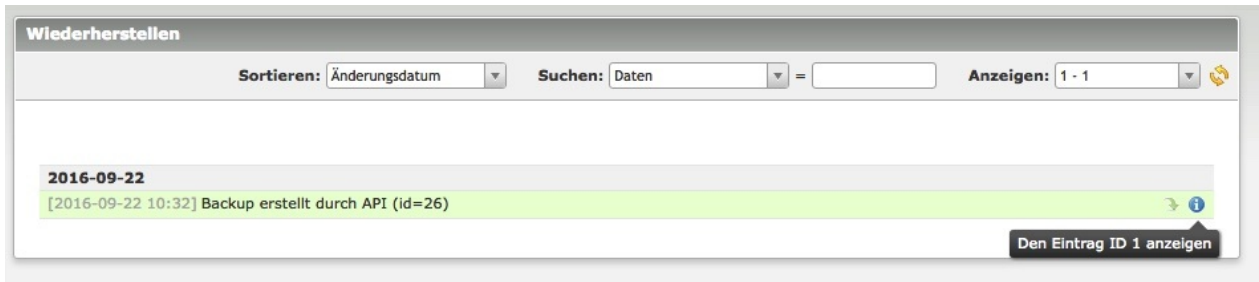 Wiederherstellen
Sortieren: Änderungsdatum Suchen: Daten = Anzeigen: 1 - 1
2016-09-22
[2016-09-22 10:32] Backup erstellt durch API (id=26)
Den Eintrag ID 1 anzeigen